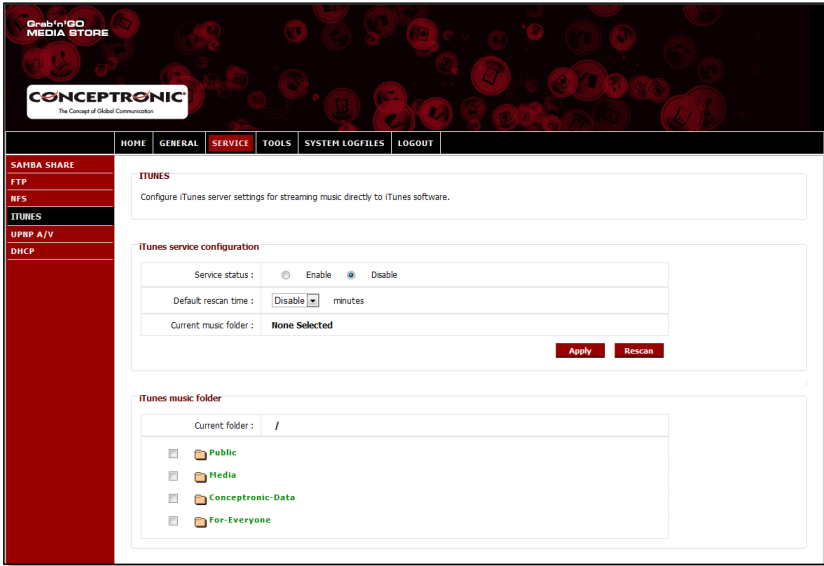 Grab'n'GO
MEDIA STORE
CONCEPTRONIC
The Concept of Global Communication
HOME GENERAL SERVICE TOOLS SYSTEM LOGFILES LOGOUT
SAMBA SHARE
FTP
NFS
ITUNES
UPNP A/V
DHCP
ITUNES
Configure iTunes server settings for streaming music directly to iTunes software.
iTunes service configuration
Service status : Enable Disable
Default rescan time : Disable minutes
Current music folder : None Selected
Apply Rescan
iTunes music folder
Current folder : /
Public
Media
Conceptronic-Data
For-Everyone